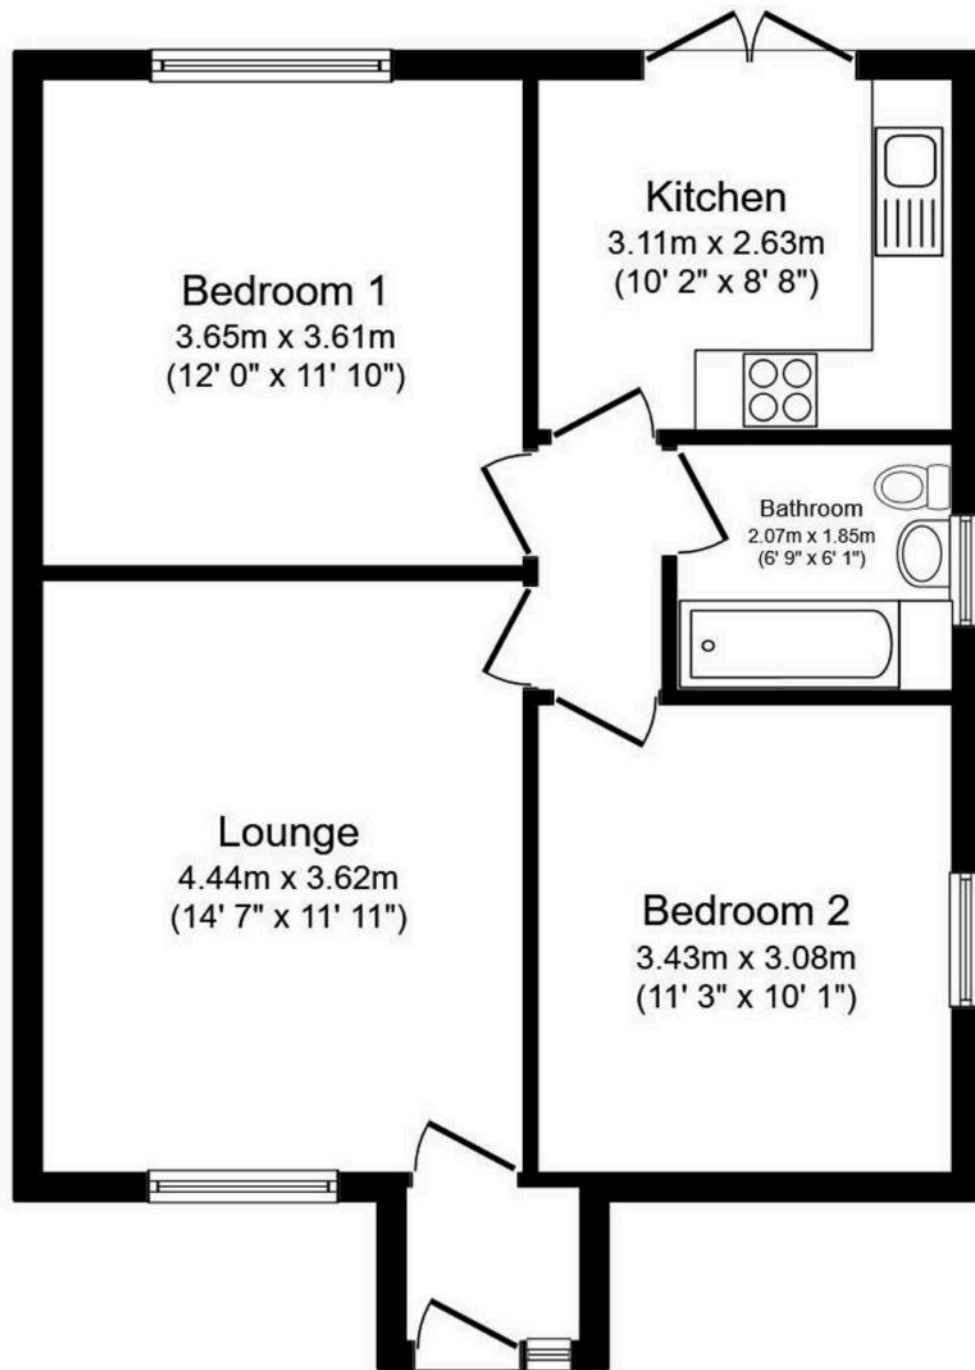 Kitchen
3.11m x 2.63m
(10' 2" x 8' 8")
Bedroom 1
3.65m x 3.61m
(12' 0" x 11' 10")
Bathroom
2.07m x 1.85m
(6' 9" x 6' 1")
Lounge
4.44m x 3.62m
(14' 7" x 11' 11")
Bedroom 2
3.43m x 3.08m
(11' 3" x 10' 1")